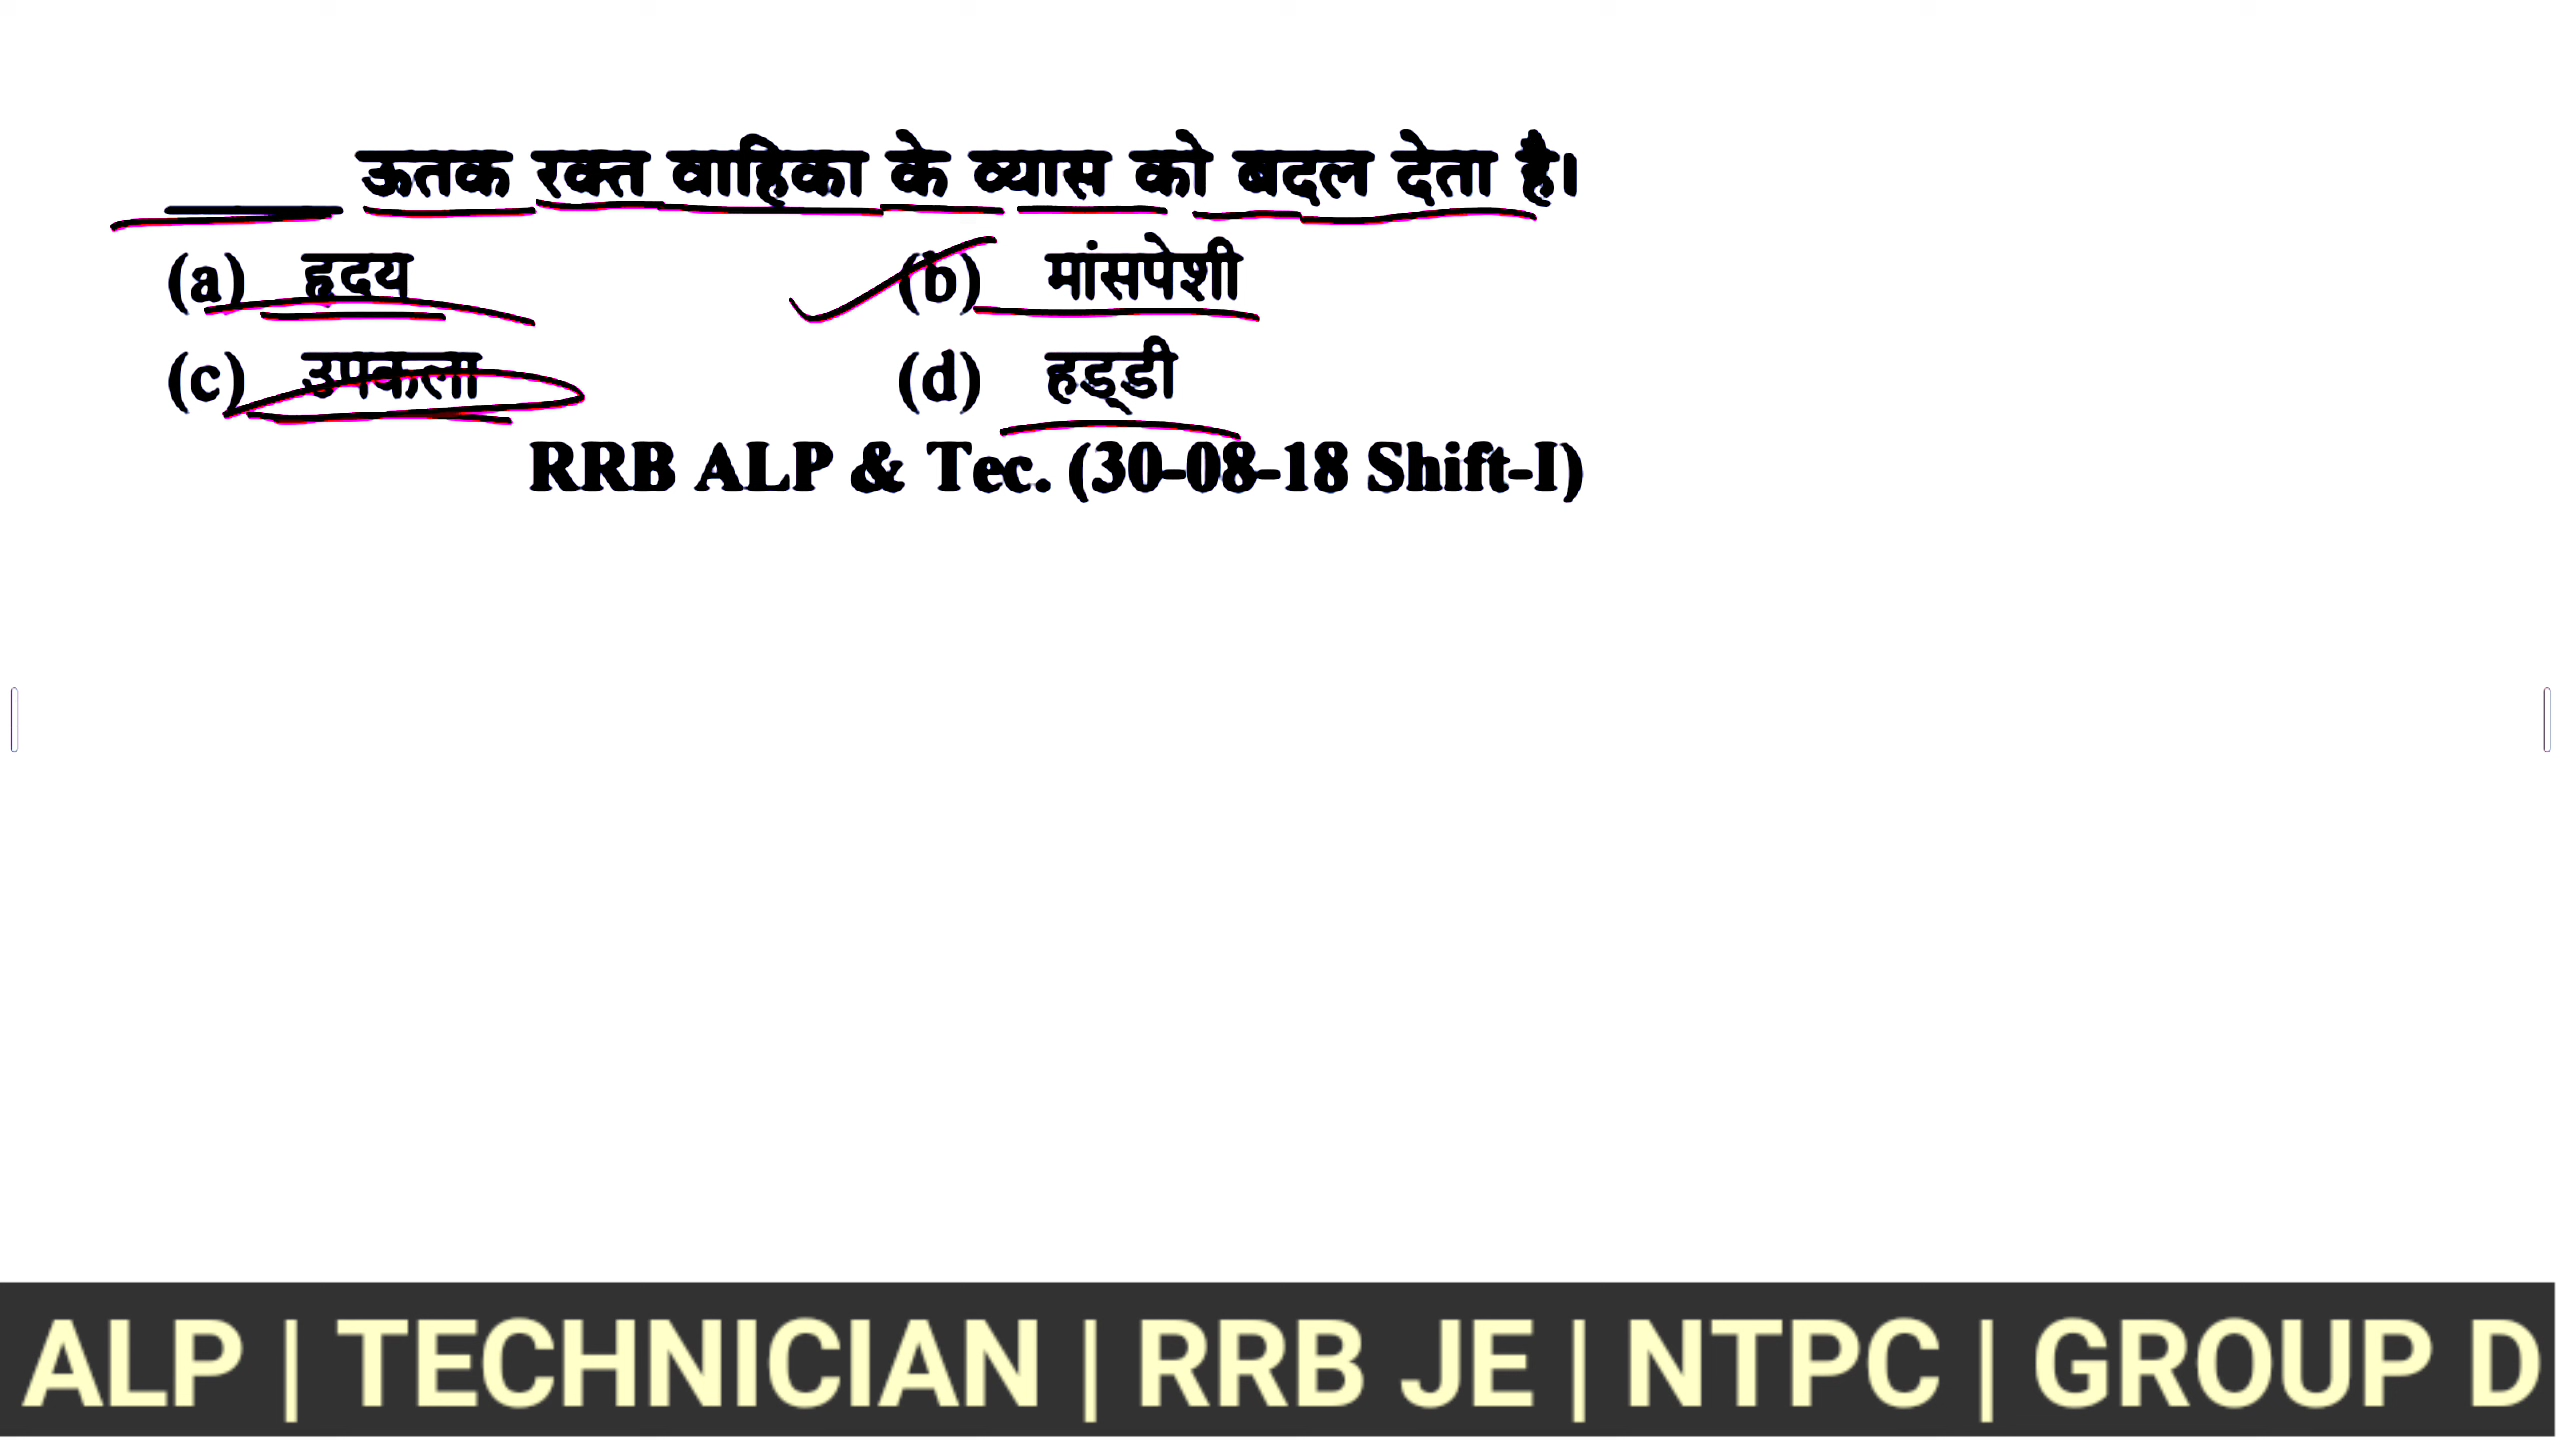 ______ ऊतक रक्त वाहिका के व्यास को बदल देता है।
(a) हृदय (b) मांसपेशी
(c) उपकला (d) हड्डी
RRB ALP & Tec. (30-08-18 Shift-I)
ALP | TECHNICIAN | RRB JE | NTPC | GROUP D